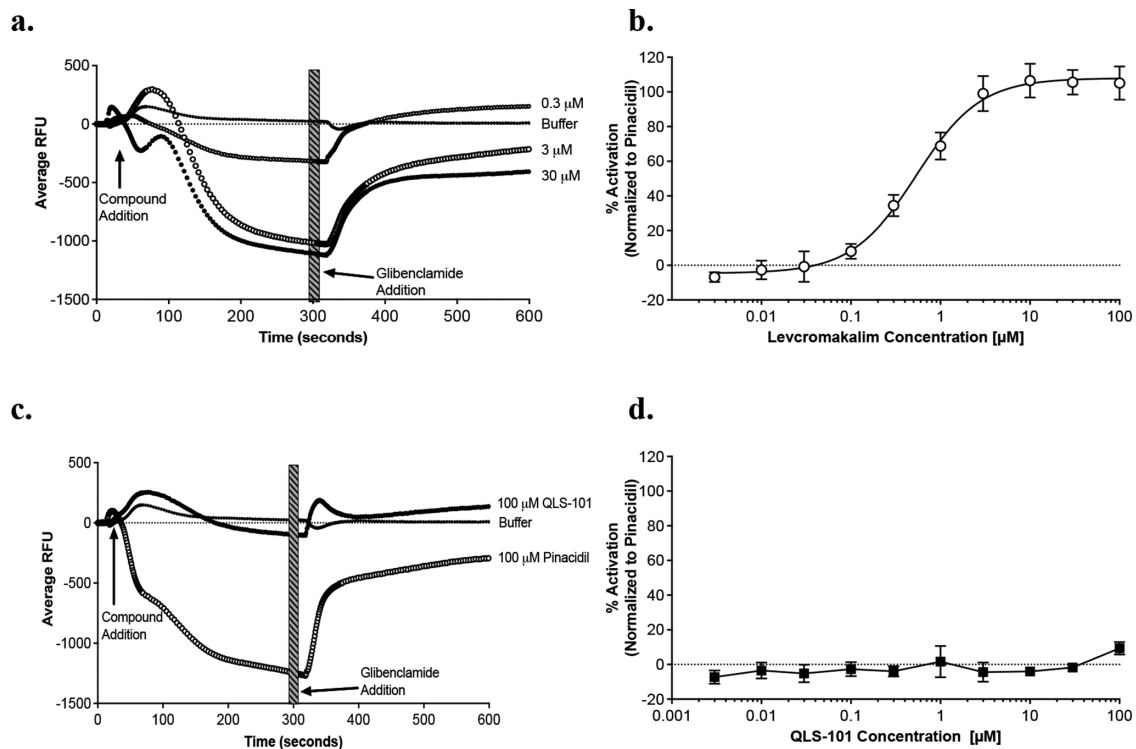 a.
500
0
-500
-1000
-1500
Average RFU
0 100 200 300 400 500 600
Time (seconds)
Compound
Addition
Glibenclamide
Addition
0.3 µM
Buffer
3 µM
30 µM
b.
120
100
80
60
40
20
0
-20
% Activation
(Normalized to Pinacidil)
0.01 0.1 1 10 100
Levcromakalim Concentration [µM]
c.
500
0
-500
-1000
-1500
Average RFU
0 100 200 300 400 500 600
Time (seconds)
Compound
Addition
Glibenclamide
Addition
100 µM QLS-101
Buffer
100 µM Pinacidil
d.
120
100
80
60
40
20
0
-20
% Activation
(Normalized to Pinacidil)
0.001 0.01 0.1 1 10 100
QLS-101 Concentration [µM]